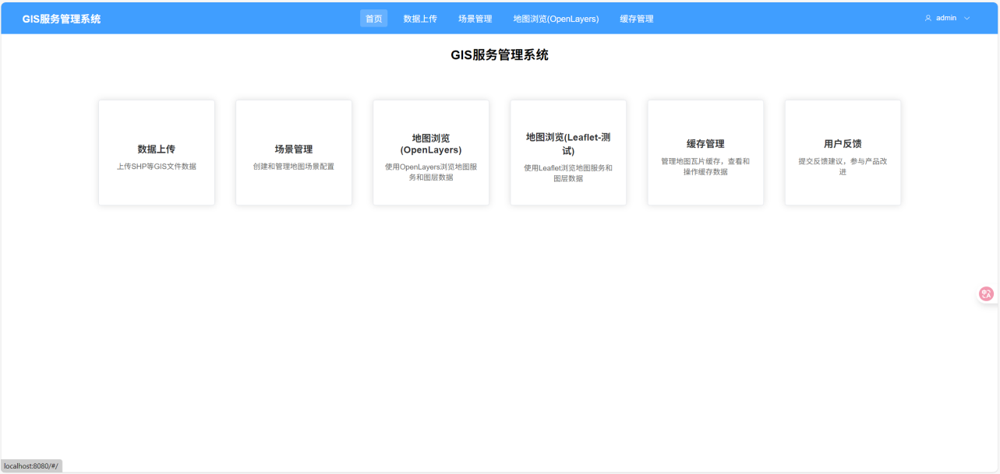 GIS服务管理系统
首页
数据上传
场景管理
地图浏览(OpenLayers)
缓存管理
admin
GIS服务管理系统
数据上传
上传SHP等GIS文件数据
场景管理
创建和管理地图场景配置
地图浏览
(OpenLayers)
使用OpenLayers浏览地图服
务和图层数据
地图浏览(Leaflet-测
试)
使用Leaflet浏览地图服务和
图层数据
缓存管理
管理地图瓦片缓存，查看和
操作缓存数据
用户反馈
提交反馈建议，参与产品改
进
中
A
localhost:8080/#/